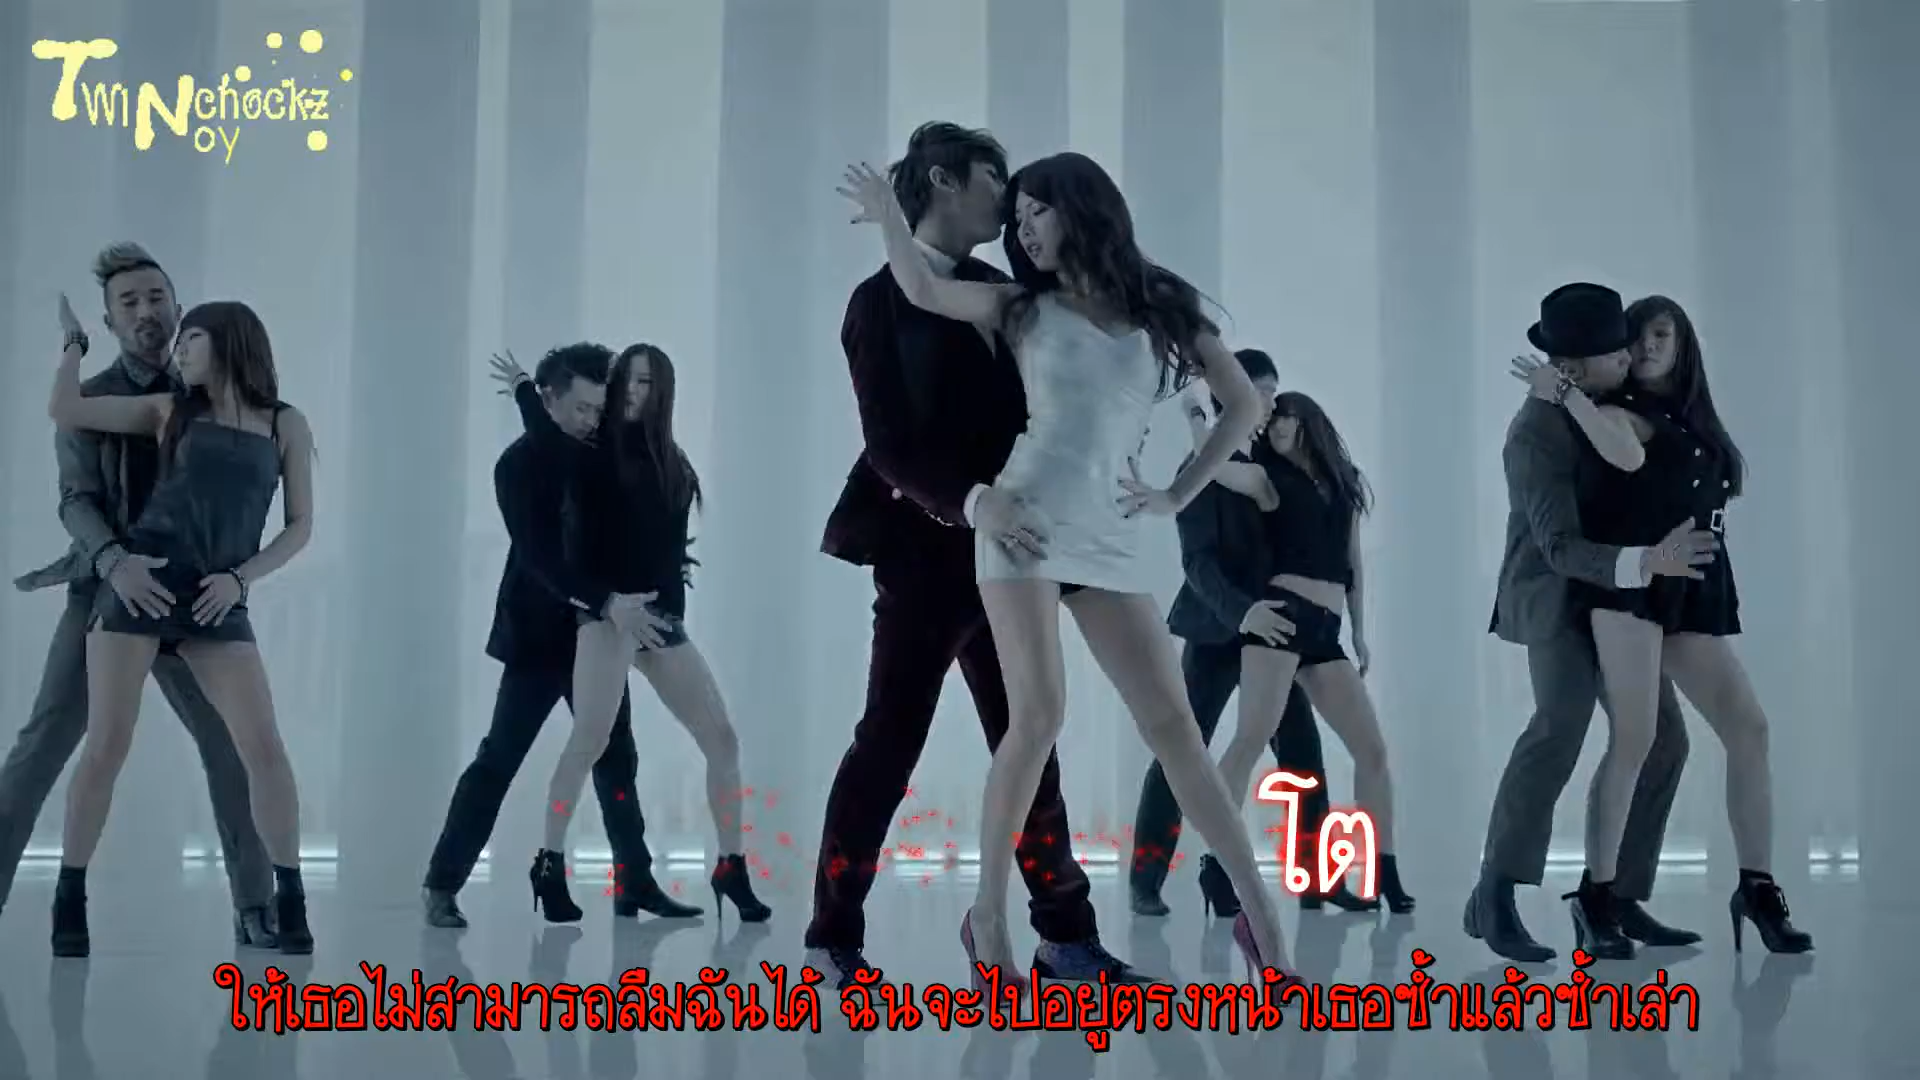 TwiNchockz
Noy
โต
ให้เธอไม่สามารถลืมฉันได้ ฉันจะไปอยู่ตรงหน้าเธอซ้ำแล้วซ้ำเล่า